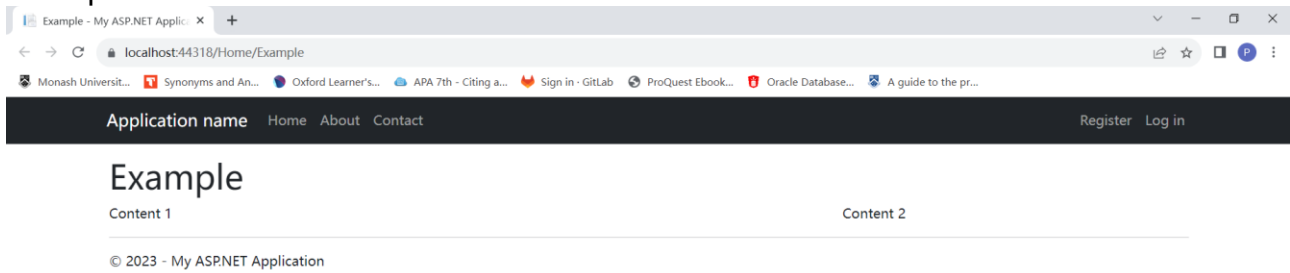 Example - My ASP.NET Applic
localhost:44318/Home/Example
P
Monash Universit... Synonyms and An... Oxford Learner's... APA 7th - Citing a... Sign in · GitLab ProQuest Ebook... Oracle Database... A guide to the pr...
Application name Home About Contact Register Log in
Example
Content 1 Content 2
© 2023 - My ASP.NET Application